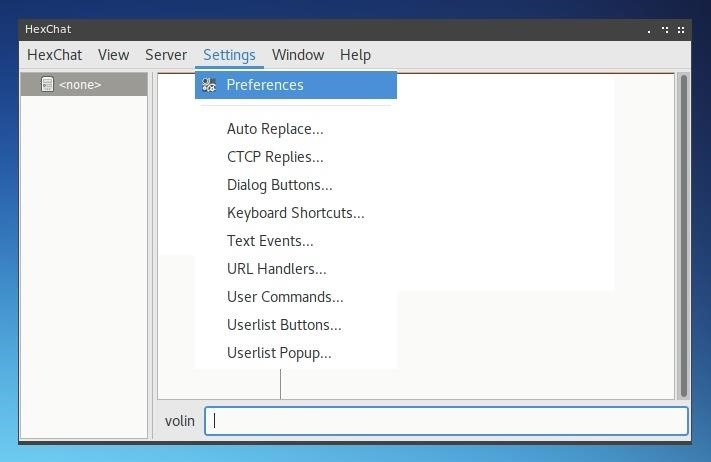 HexChat
HexChat View Server Settings Window Help
<none>
Preferences
Auto Replace...
CTCP Replies...
Dialog Buttons...
Keyboard Shortcuts...
Text Events...
URL Handlers...
User Commands...
Userlist Buttons...
Userlist Popup...
volin